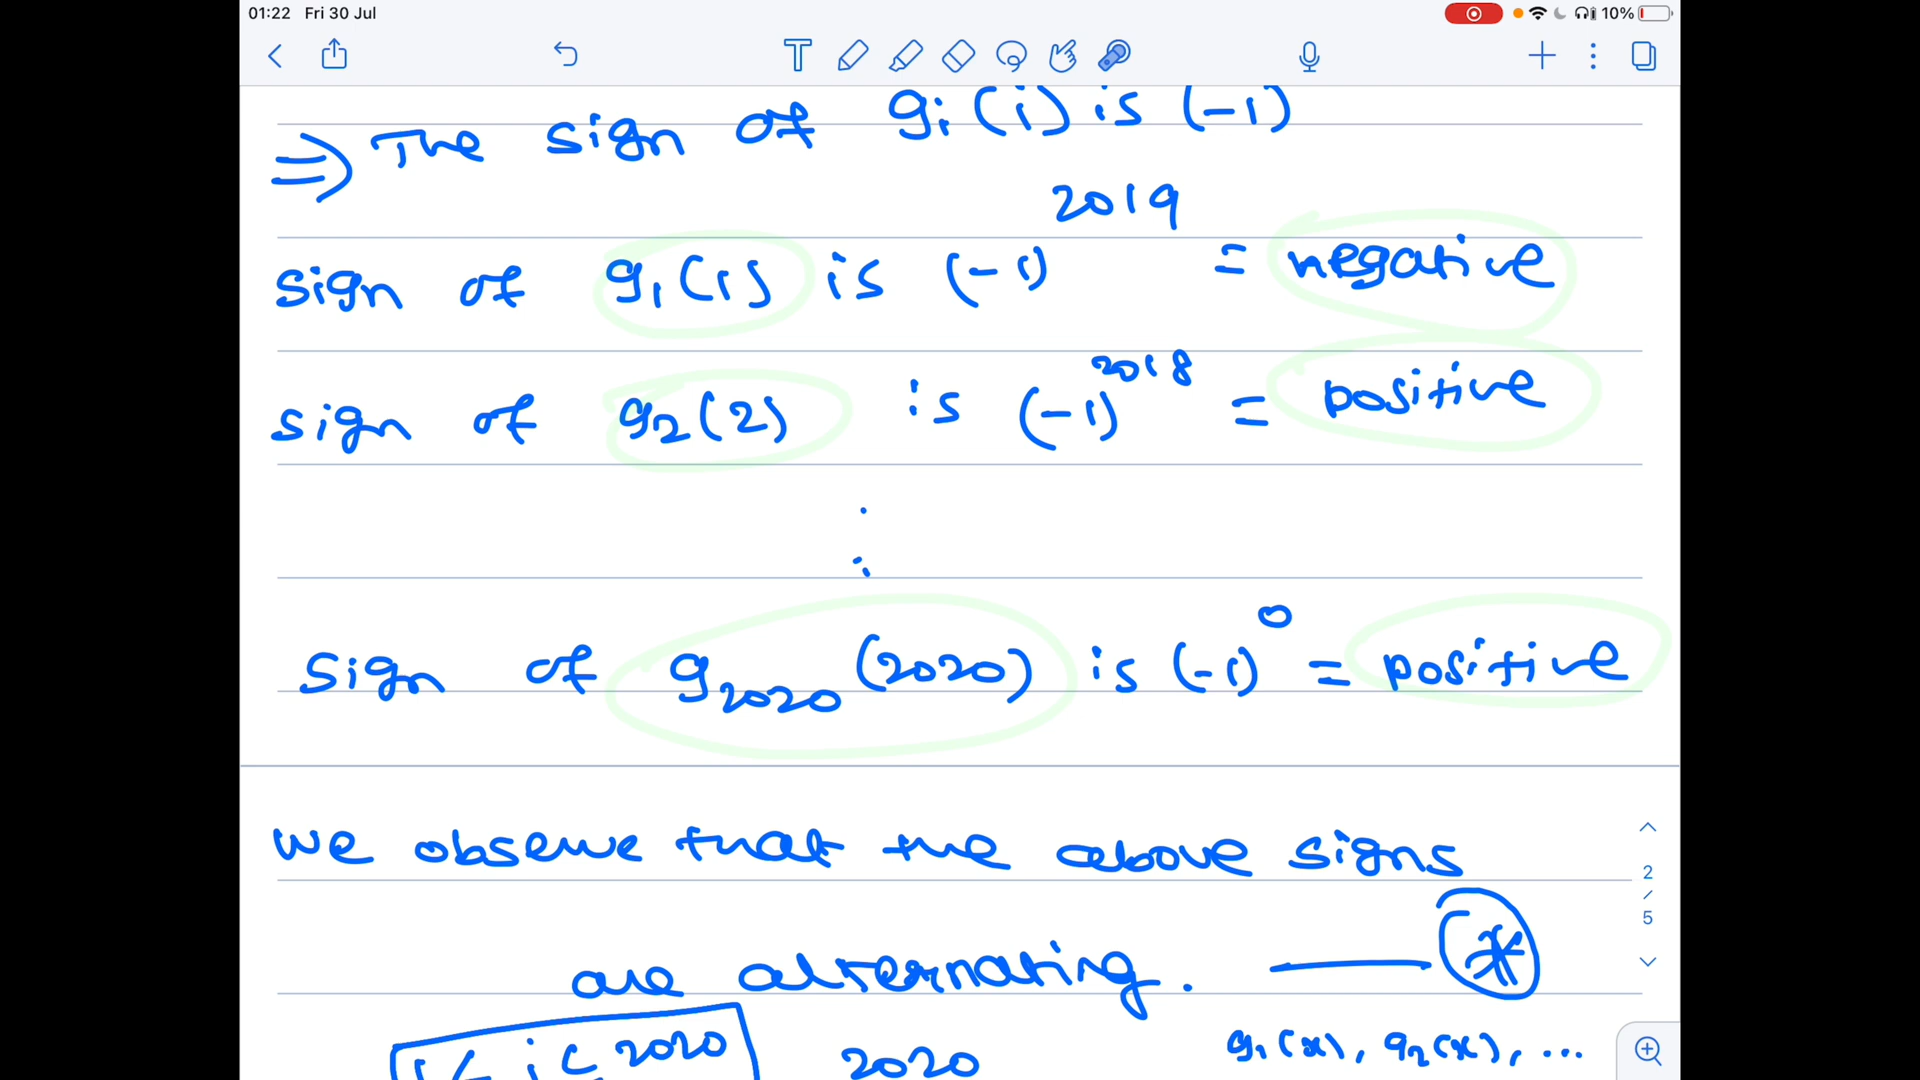 01:22 Fri 30 Jul 10%
⇒ The sign of gᵢ(i) is (-1)
sign of g₁(1) is (-1)²⁰¹⁹ = negative
sign of g₂(2) is (-1)²⁰¹⁸ = positive
⋮
sign of g₂₀₂₀(2020) is (-1)⁰ = positive
we observe that the above signs
are alternating. — *
2
/
5
1 ≤ i ≤ 2020 2020 g₁(x), g₂(x), ...